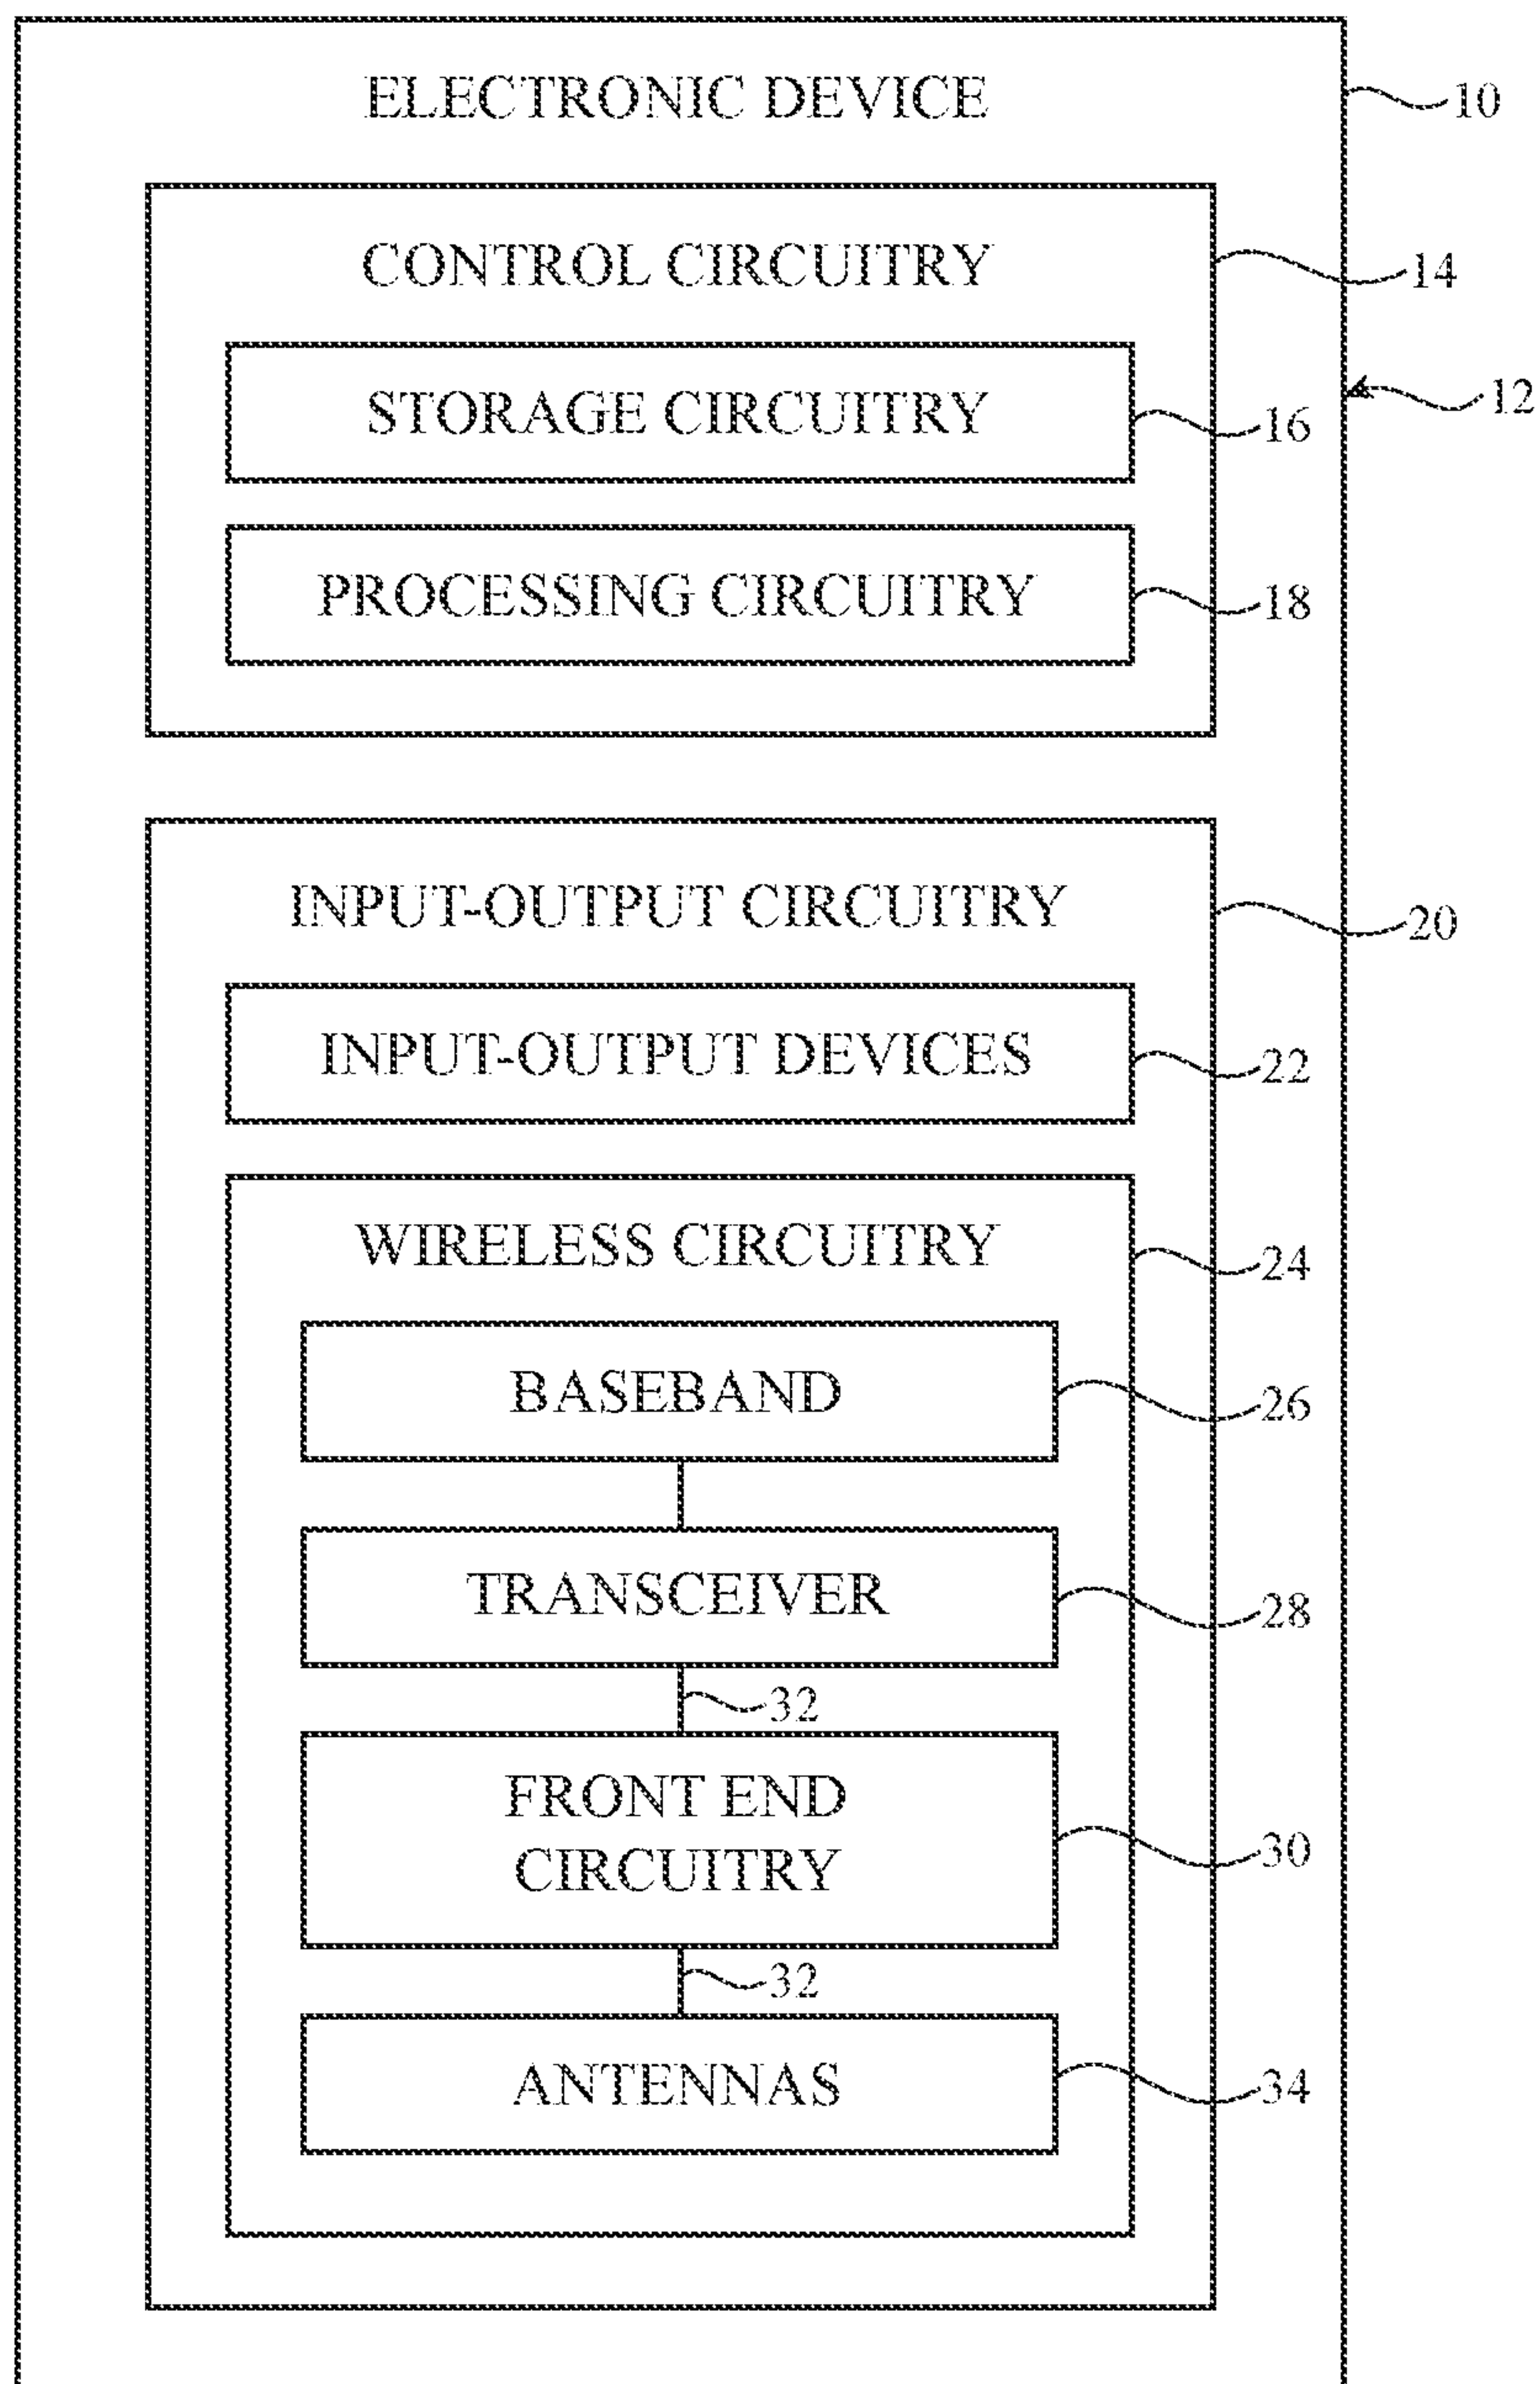 ELECTRONIC DEVICE
10
CONTROL CIRCUITRY
14
12
STORAGE CIRCUITRY
16
PROCESSING CIRCUITRY
18
INPUT-OUTPUT CIRCUITRY
20
INPUT-OUTPUT DEVICES
22
WIRELESS CIRCUITRY
24
BASEBAND
26
TRANSCEIVER
28
32
FRONT END
CIRCUITRY
30
32
ANTENNAS
34